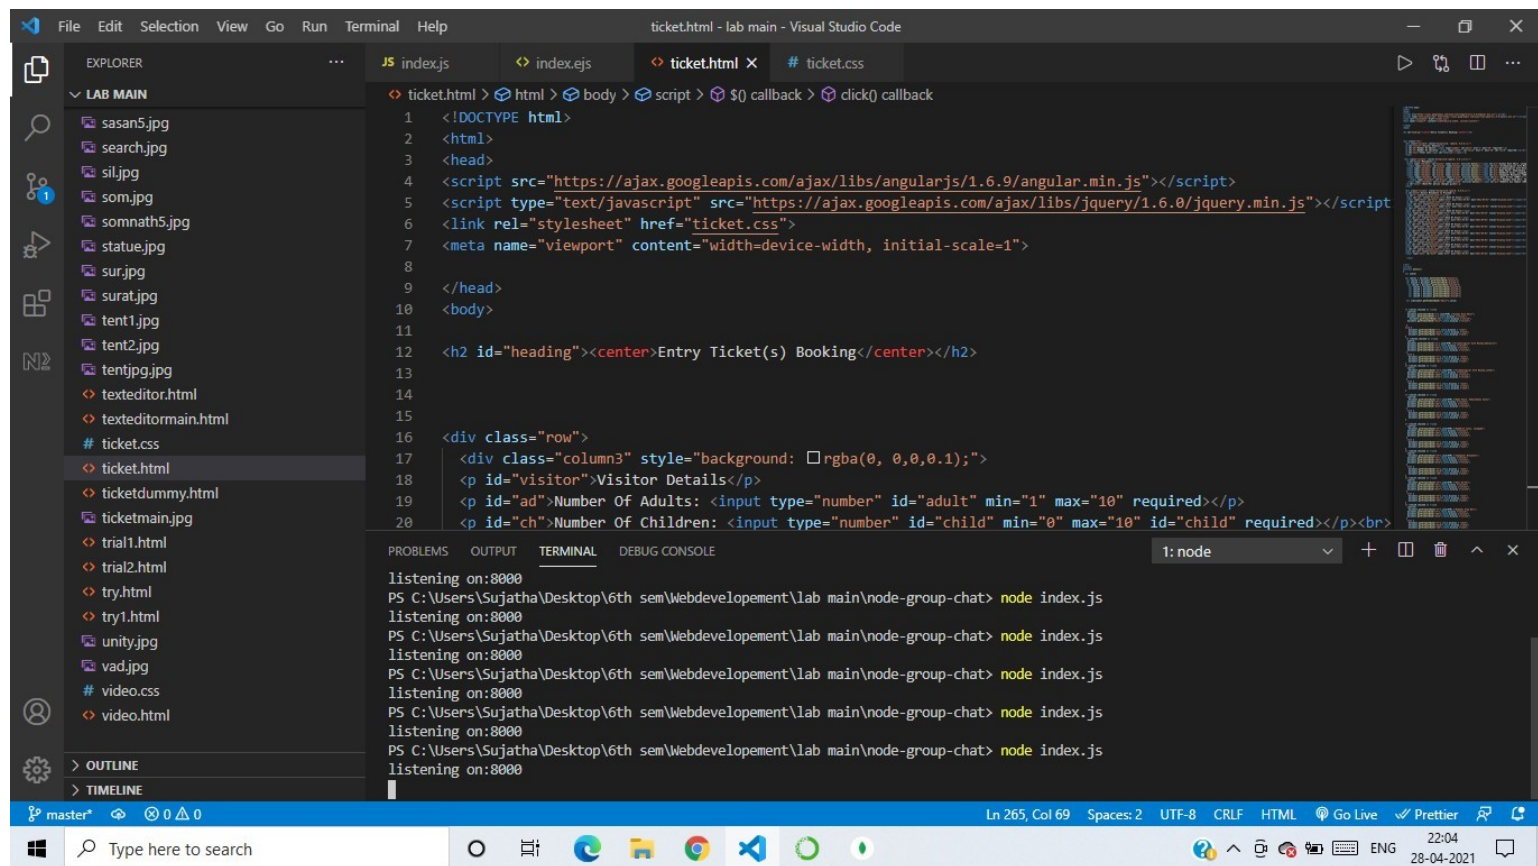 File Edit Selection View Go Run Terminal Help
ticket.html - lab main - Visual Studio Code
EXPLORER
LAB MAIN
sasan5.jpg
search.jpg
sil.jpg
som.jpg
somnath5.jpg
statue.jpg
sur.jpg
surat.jpg
tent1.jpg
tent2.jpg
tentjpg.jpg
texteditor.html
texteditormain.html
ticket.css
ticket.html
ticketdummy.html
ticketmain.jpg
trial1.html
trial2.html
try.html
try1.html
unity.jpg
vad.jpg
video.css
video.html
OUTLINE
TIMELINE
JS index.js
index.ejs
ticket.html
# ticket.css
ticket.html > html > body > script > $() callback > click() callback
1 <!DOCTYPE html>
2 <html>
3 <head>
4 <script src="https://ajax.googleapis.com/ajax/libs/angularjs/1.6.9/angular.min.js"></script>
5 <script type="text/javascript" src="https://ajax.googleapis.com/ajax/libs/jquery/1.6.0/jquery.min.js"></script
6 <link rel="stylesheet" href="ticket.css">
7 <meta name="viewport" content="width=device-width, initial-scale=1">
8
9 </head>
10 <body>
11
12 <h2 id="heading"><center>Entry Ticket(s) Booking</center></h2>
13
14
15
16 <div class="row">
17 <div class="column3" style="background: rgba(0, 0,0,0.1);">
18 <p id="visitor">Visitor Details</p>
19 <p id="ad">Number Of Adults: <input type="number" id="adult" min="1" max="10" required></p>
20 <p id="ch">Number Of Children: <input type="number" id="child" min="0" max="10" id="child" required></p><br>
PROBLEMS OUTPUT TERMINAL DEBUG CONSOLE
1: node
listening on:8000
PS C:\Users\Sujatha\Desktop\6th sem\Webdevelopement\lab main\node-group-chat> node index.js
listening on:8000
PS C:\Users\Sujatha\Desktop\6th sem\Webdevelopement\lab main\node-group-chat> node index.js
listening on:8000
PS C:\Users\Sujatha\Desktop\6th sem\Webdevelopement\lab main\node-group-chat> node index.js
listening on:8000
PS C:\Users\Sujatha\Desktop\6th sem\Webdevelopement\lab main\node-group-chat> node index.js
listening on:8000
PS C:\Users\Sujatha\Desktop\6th sem\Webdevelopement\lab main\node-group-chat> node index.js
listening on:8000
master* 0 0
Ln 265, Col 69 Spaces: 2 UTF-8 CRLF HTML Go Live Prettier
Type here to search
ENG
22:04
28-04-2021